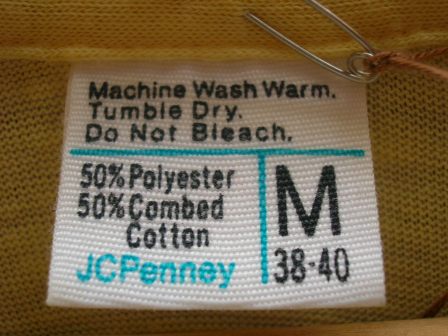 Machine Wash Warm.
Tumble Dry.
Do Not Bleach.
50% Polyester
50% Combed
Cotton
JCPenney
M
38-40